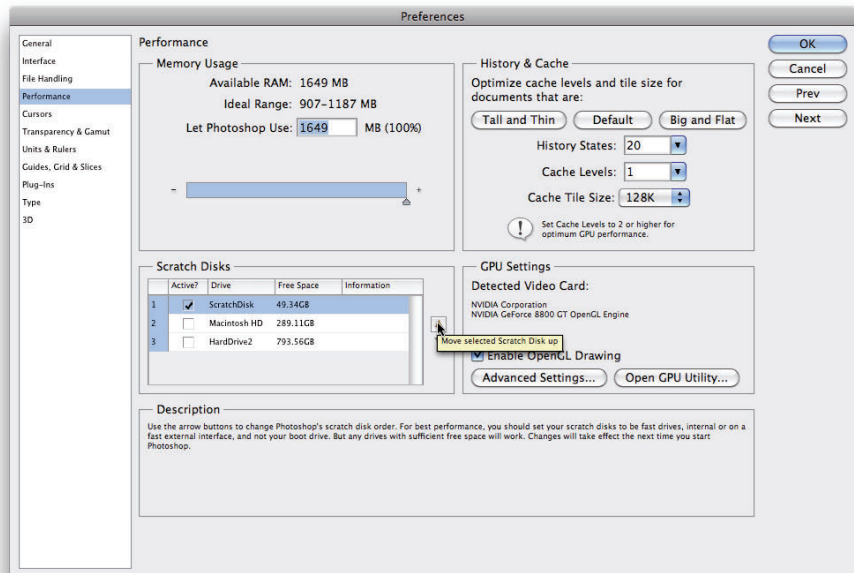 Preferences
General
Interface
File Handling
Performance
Cursors
Transparency & Gamut
Units & Rulers
Guides, Grid & Slices
Plug-Ins
Type
3D
Performance
Memory Usage
Available RAM: 1649 MB
Ideal Range: 907-1187 MB
Let Photoshop Use: 1649 MB (100%)
- +
History & Cache
Optimize cache levels and tile size for
documents that are:
Tall and Thin Default Big and Flat
History States: 20
Cache Levels: 1
Cache Tile Size: 128K
Set Cache Levels to 2 or higher for
optimum GPU performance.
OK
Cancel
Prev
Next
Scratch Disks
Active? Drive Free Space Information
1 ScratchDisk 49.34GB
2 Macintosh HD 289.11GB
3 HardDrive2 793.56GB
Move selected Scratch Disk up
GPU Settings
Detected Video Card:
NVIDIA Corporation
NVIDIA GeForce 8800 GT OpenGL Engine
Enable OpenGL Drawing
Advanced Settings... Open GPU Utility...
Description
Use the arrow buttons to change Photoshop's scratch disk order. For best performance, you should set your scratch disks to be fast drives, internal or on a
fast external interface, and not your boot drive. But any drives with sufficient free space will work. Changes will take effect the next time you start
Photoshop.